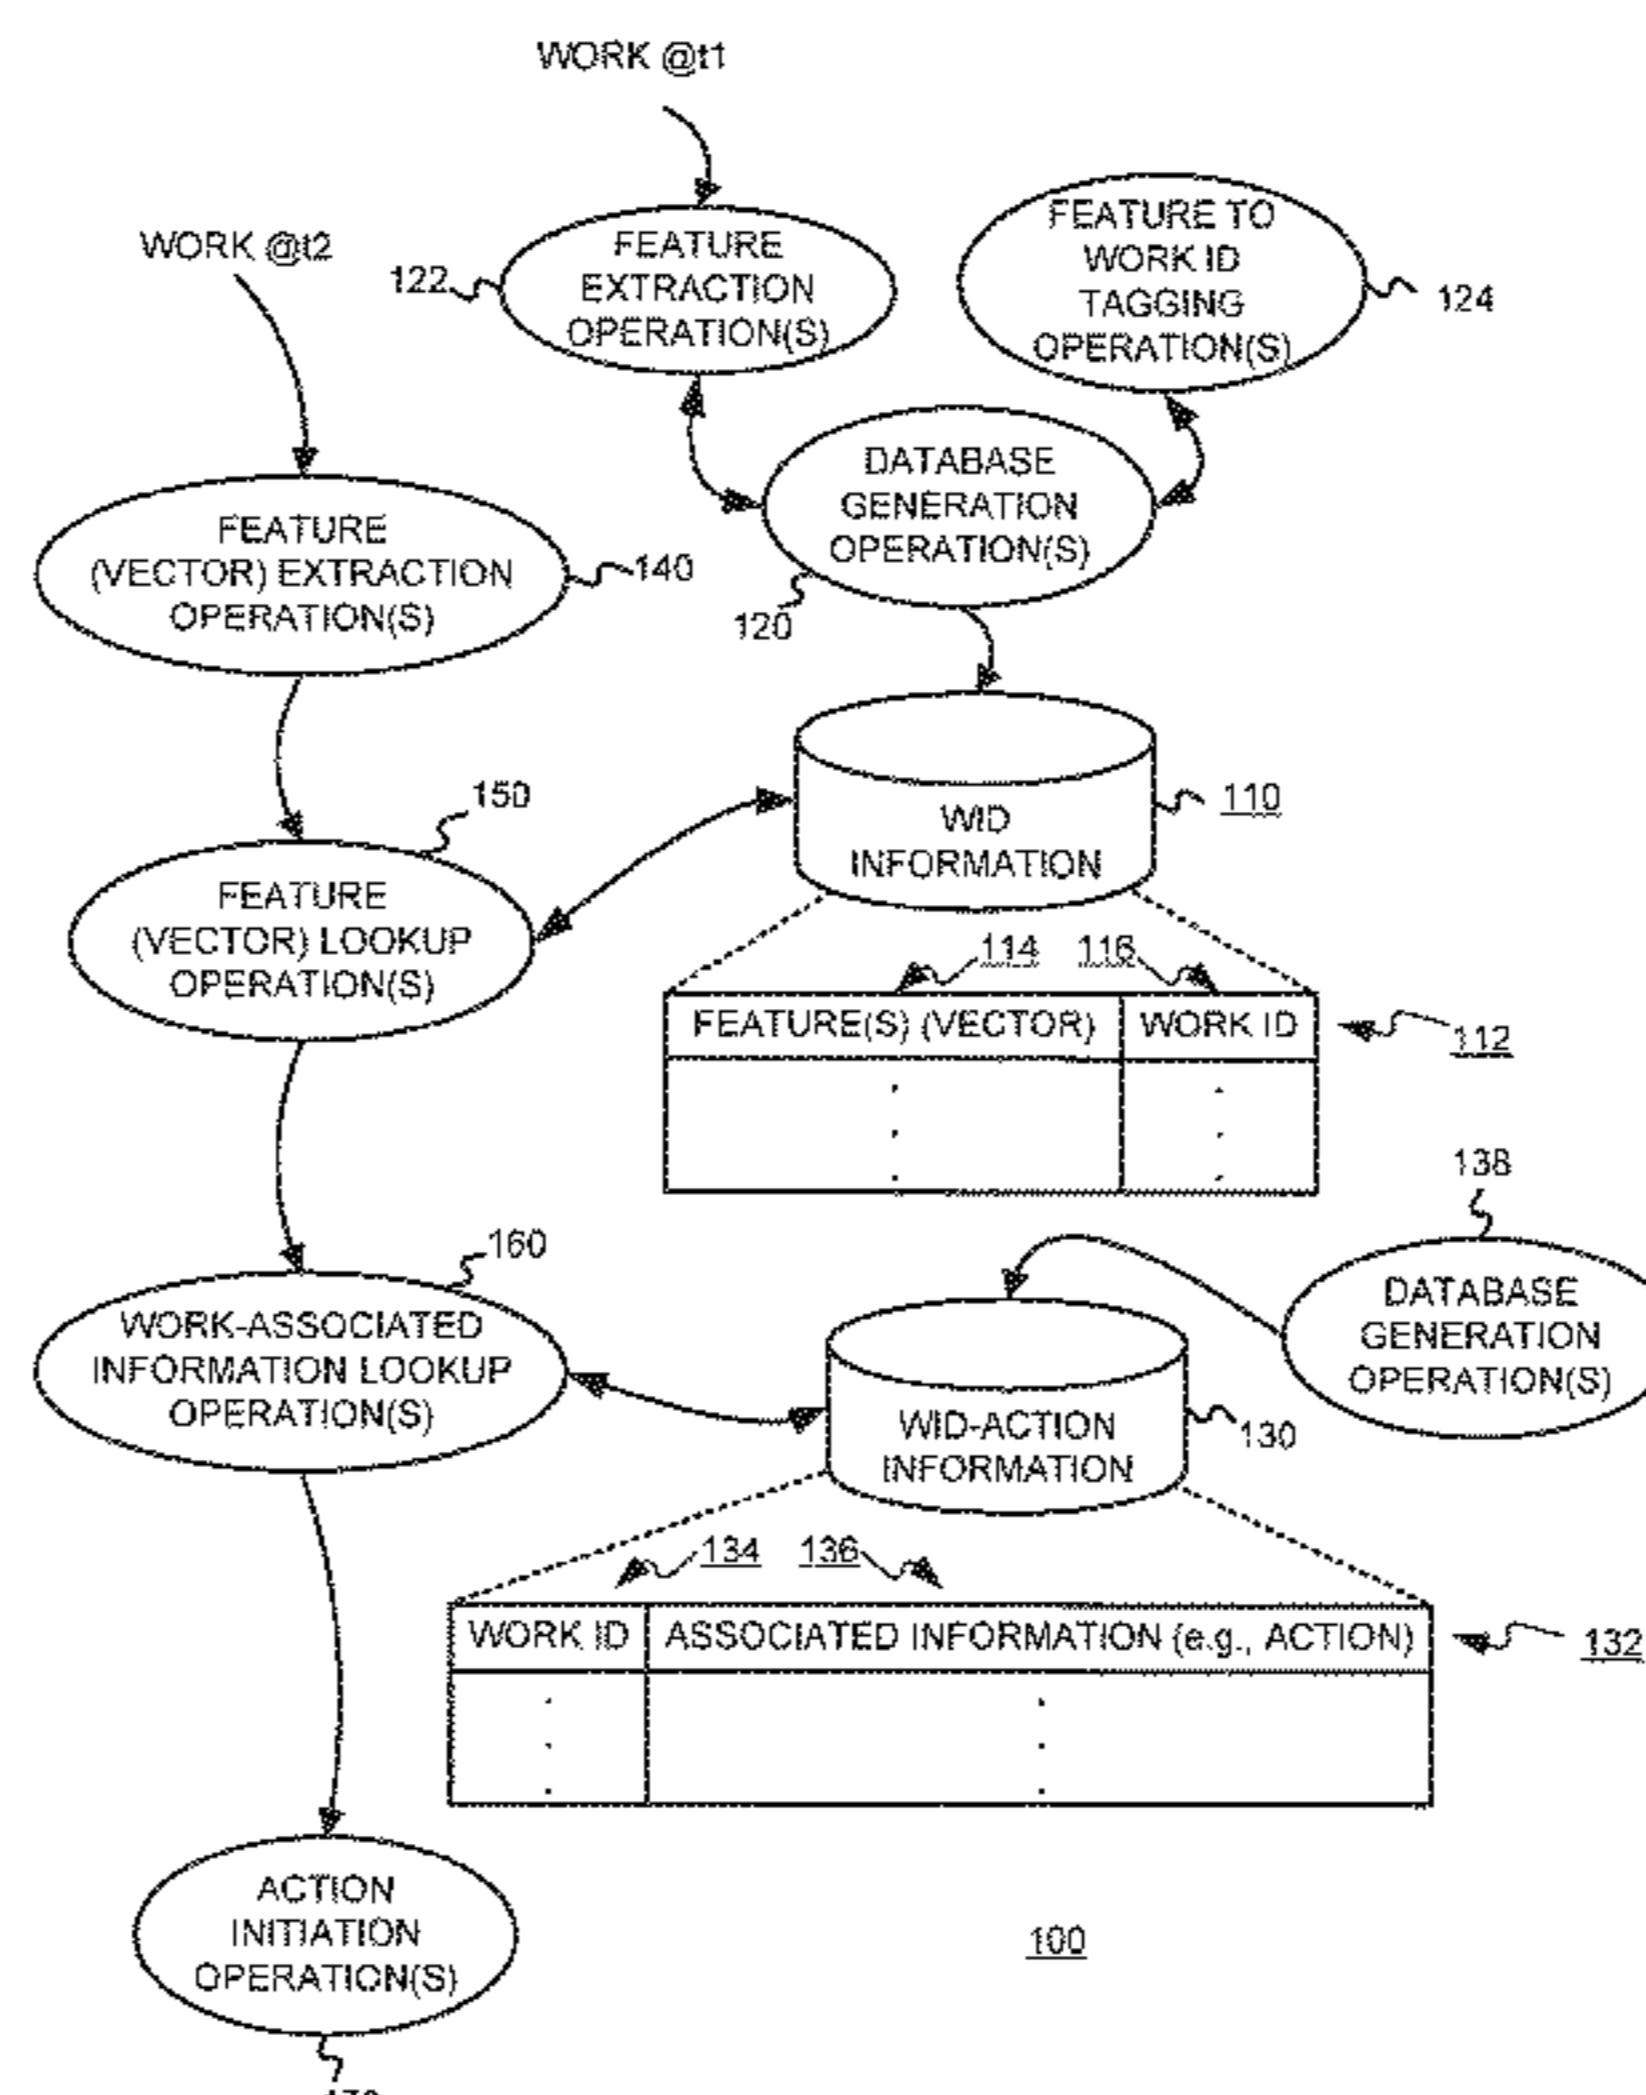 WORK @t1
WORK @t2
FEATURE
EXTRACTION
OPERATION(S)
122
FEATURE TO
WORK ID
TAGGING
OPERATION(S)
124
DATABASE
GENERATION
OPERATION(S)
120
FEATURE
(VECTOR) EXTRACTION
OPERATION(S)
140
150
FEATURE
(VECTOR) LOOKUP
OPERATION(S)
WID
INFORMATION
110
114 116
FEATURE(S) (VECTOR) WORK ID
112
138
DATABASE
GENERATION
OPERATION(S)
160
WORK-ASSOCIATED
INFORMATION LOOKUP
OPERATION(S)
WID-ACTION
INFORMATION
130
134 136
WORK ID ASSOCIATED INFORMATION (e.g., ACTION)
132
ACTION
INITIATION
OPERATION(S)
100